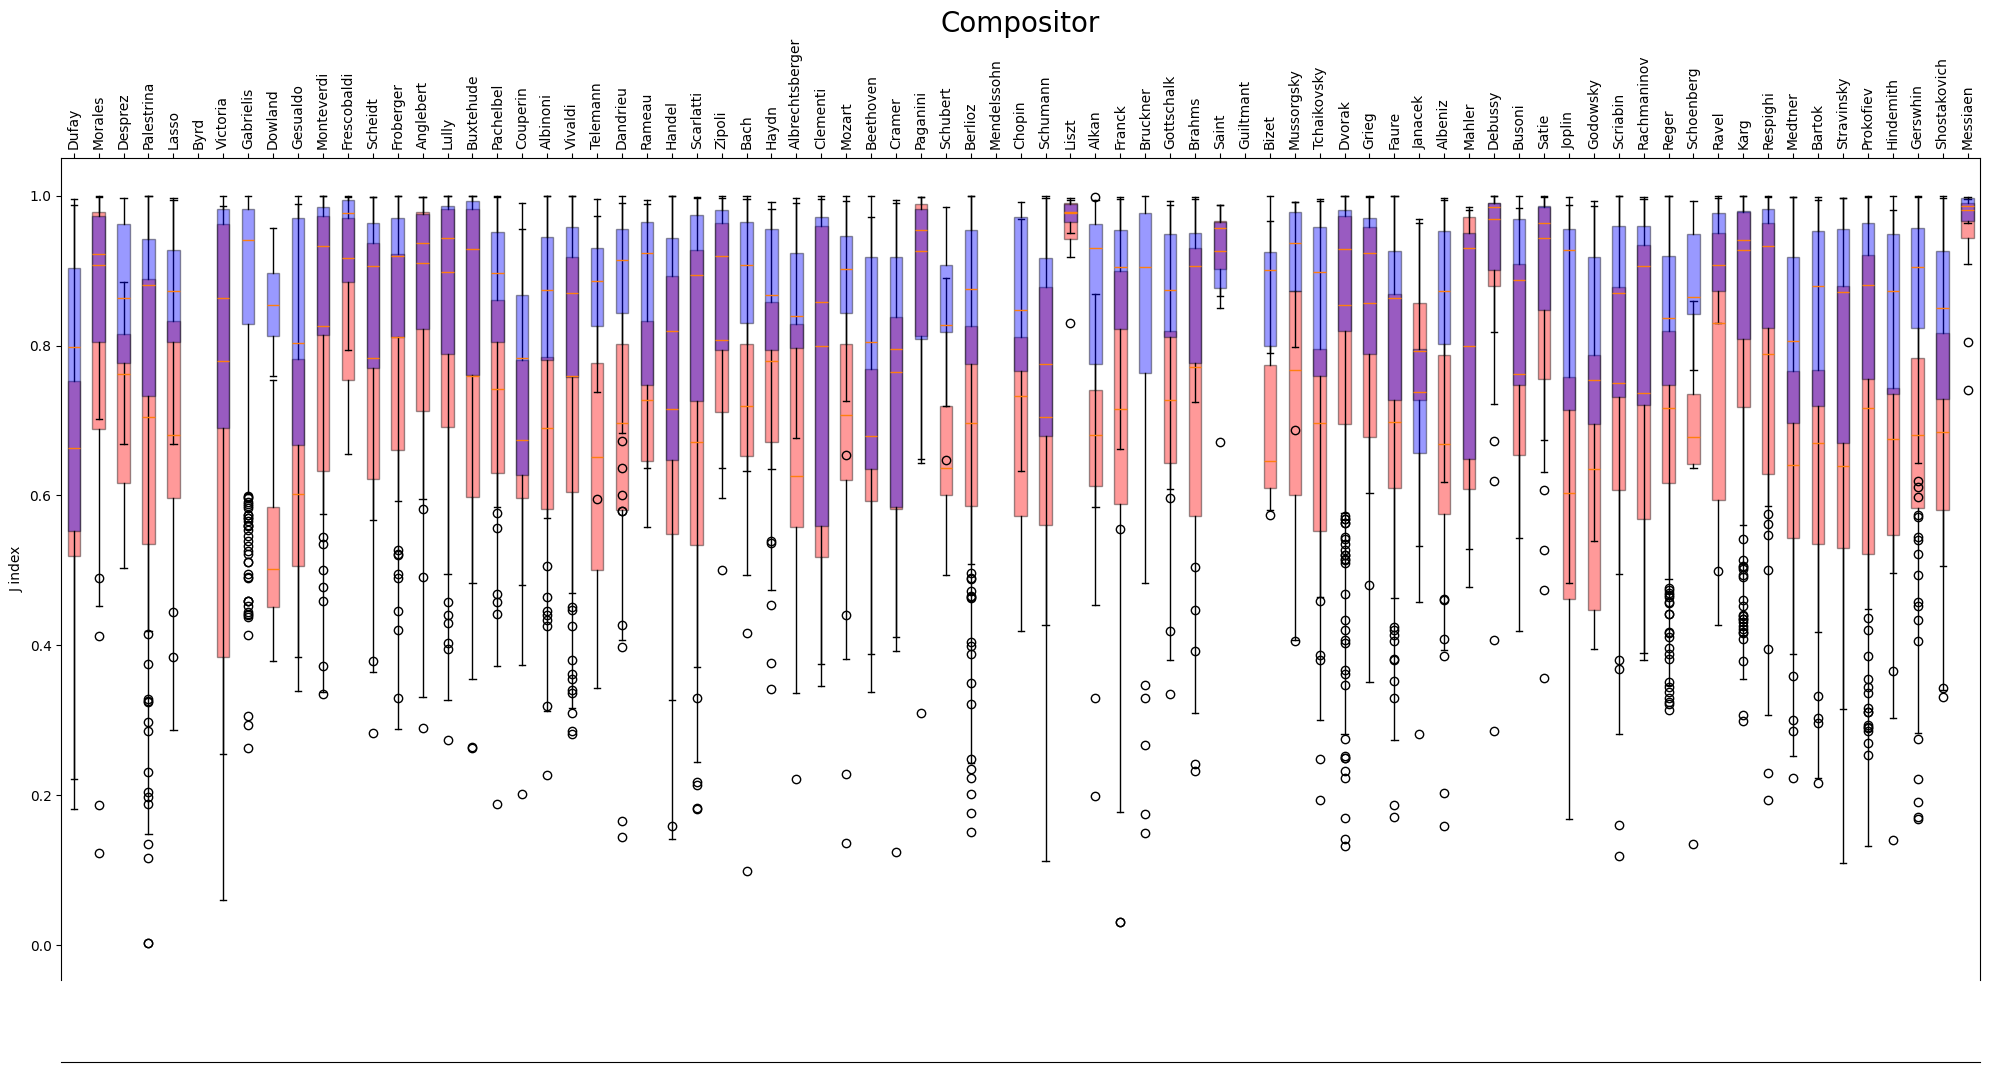 Compositor
Dufay
Morales
Desprez
Palestrina
Lasso
Byrd
Victoria
Gabrielis
Dowland
Gesualdo
Monteverdi
Frescobaldi
Scheidt
Froberger
Anglebert
Lully
Buxtehude
Pachelbel
Couperin
Albinoni
Vivaldi
Telemann
Dandrieu
Rameau
Handel
Scarlatti
Zipoli
Bach
Haydn
Albrechtsberger
Clementi
Mozart
Beethoven
Cramer
Paganini
Schubert
Berlioz
Mendelssohn
Chopin
Schumann
Liszt
Alkan
Franck
Bruckner
Gottschalk
Brahms
Saint
Guiltmant
Bizet
Mussorgsky
Tchaikovsky
Dvorak
Grieg
Faure
Janacek
Albeniz
Mahler
Debussy
Busoni
Satie
Joplin
Godowsky
Scriabin
Rachmaninov
Reger
Schoenberg
Ravel
Karg
Respighi
Medtner
Bartok
Stravinsky
Prokofiev
Hindemith
Gerswhin
Shostakovich
Messiaen
1.0
0.8
0.6
0.4
0.2
0.0
J index